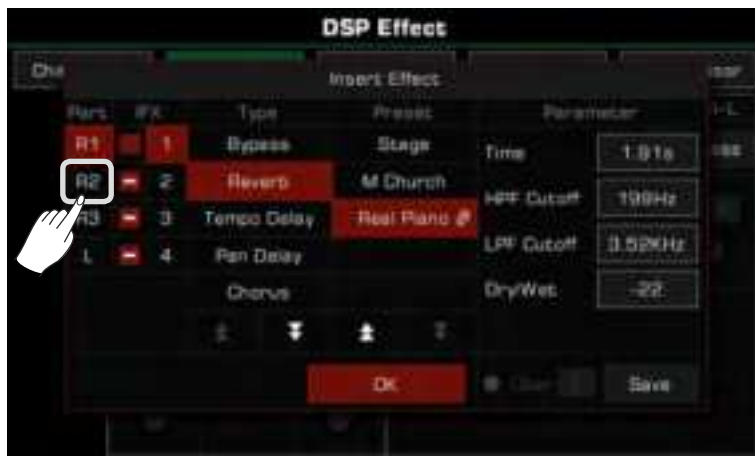 DSP Effect
Insert Effect
Part IFX Type Preset Parameter
R1 1 Bypass Stage Time 1.81s
R2 2 Reverb M Church HPF Cutoff 199Hz
R3 3 Tempo Delay Real Piano LPF Cutoff 3.52KHz
L 4 Pan Delay
Chorus Dry/Wet -22
OK User Save